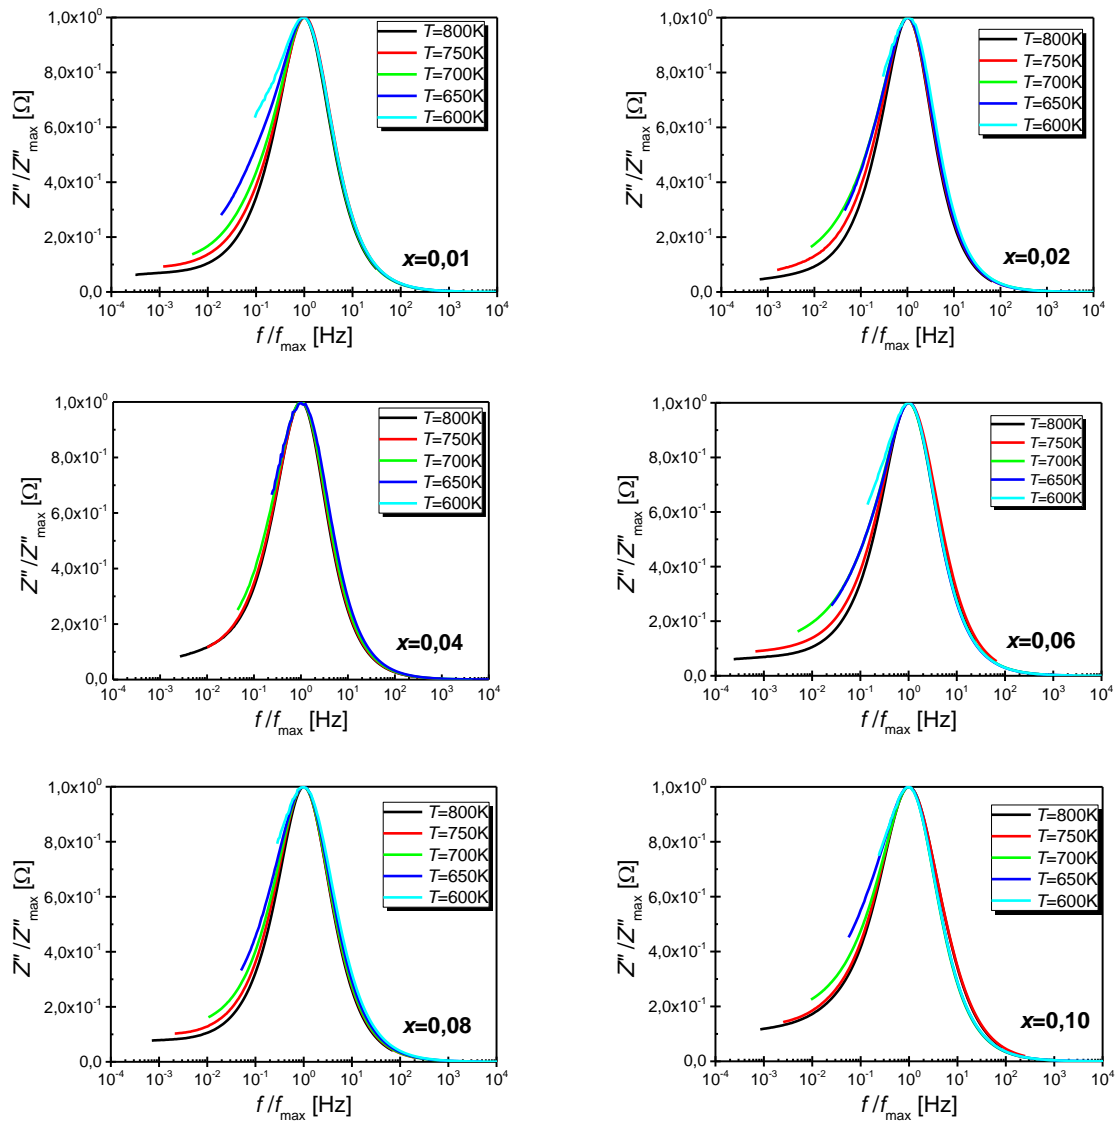 1,0x10⁰
8,0x10⁻¹
6,0x10⁻¹
4,0x10⁻¹
2,0x10⁻¹
0,0
Z''/Z''max [Ω]
T=800K
T=750K
T=700K
T=650K
T=600K
x=0,01
10⁻⁴ 10⁻³ 10⁻² 10⁻¹ 10⁰ 10¹ 10² 10³ 10⁴
f/fmax [Hz]
1,0x10⁰
8,0x10⁻¹
6,0x10⁻¹
4,0x10⁻¹
2,0x10⁻¹
0,0
Z''/Z''max [Ω]
T=800K
T=750K
T=700K
T=650K
T=600K
x=0,02
10⁻⁴ 10⁻³ 10⁻² 10⁻¹ 10⁰ 10¹ 10² 10³ 10⁴
f/fmax [Hz]
1,0x10⁰
8,0x10⁻¹
6,0x10⁻¹
4,0x10⁻¹
2,0x10⁻¹
0,0
Z''/Z''max [Ω]
T=800K
T=750K
T=700K
T=650K
T=600K
x=0,04
10⁻⁴ 10⁻³ 10⁻² 10⁻¹ 10⁰ 10¹ 10² 10³ 10⁴
f/fmax [Hz]
1,0x10⁰
8,0x10⁻¹
6,0x10⁻¹
4,0x10⁻¹
2,0x10⁻¹
0,0
Z''/Z''max [Ω]
T=800K
T=750K
T=700K
T=650K
T=600K
x=0,06
10⁻⁴ 10⁻³ 10⁻² 10⁻¹ 10⁰ 10¹ 10² 10³ 10⁴
f/fmax [Hz]
1,0x10⁰
8,0x10⁻¹
6,0x10⁻¹
4,0x10⁻¹
2,0x10⁻¹
0,0
Z''/Z''max [Ω]
T=800K
T=750K
T=700K
T=650K
T=600K
x=0,08
10⁻⁴ 10⁻³ 10⁻² 10⁻¹ 10⁰ 10¹ 10² 10³ 10⁴
f/fmax [Hz]
1,0x10⁰
8,0x10⁻¹
6,0x10⁻¹
4,0x10⁻¹
2,0x10⁻¹
0,0
Z''/Z''max [Ω]
T=800K
T=750K
T=700K
T=650K
T=600K
x=0,10
10⁻⁴ 10⁻³ 10⁻² 10⁻¹ 10⁰ 10¹ 10² 10³ 10⁴
f/fmax [Hz]